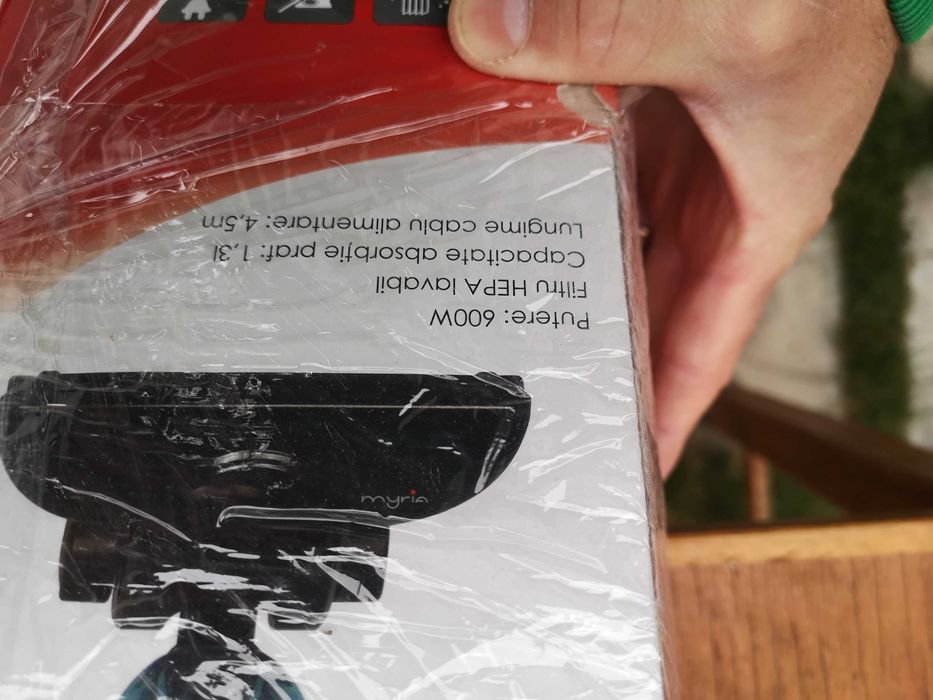 Putere: 600W
Filtru HEPA lavabil
Capacitate absorbție praf: 1,3l
Lungime cablu alimentare: 4,5m
myria